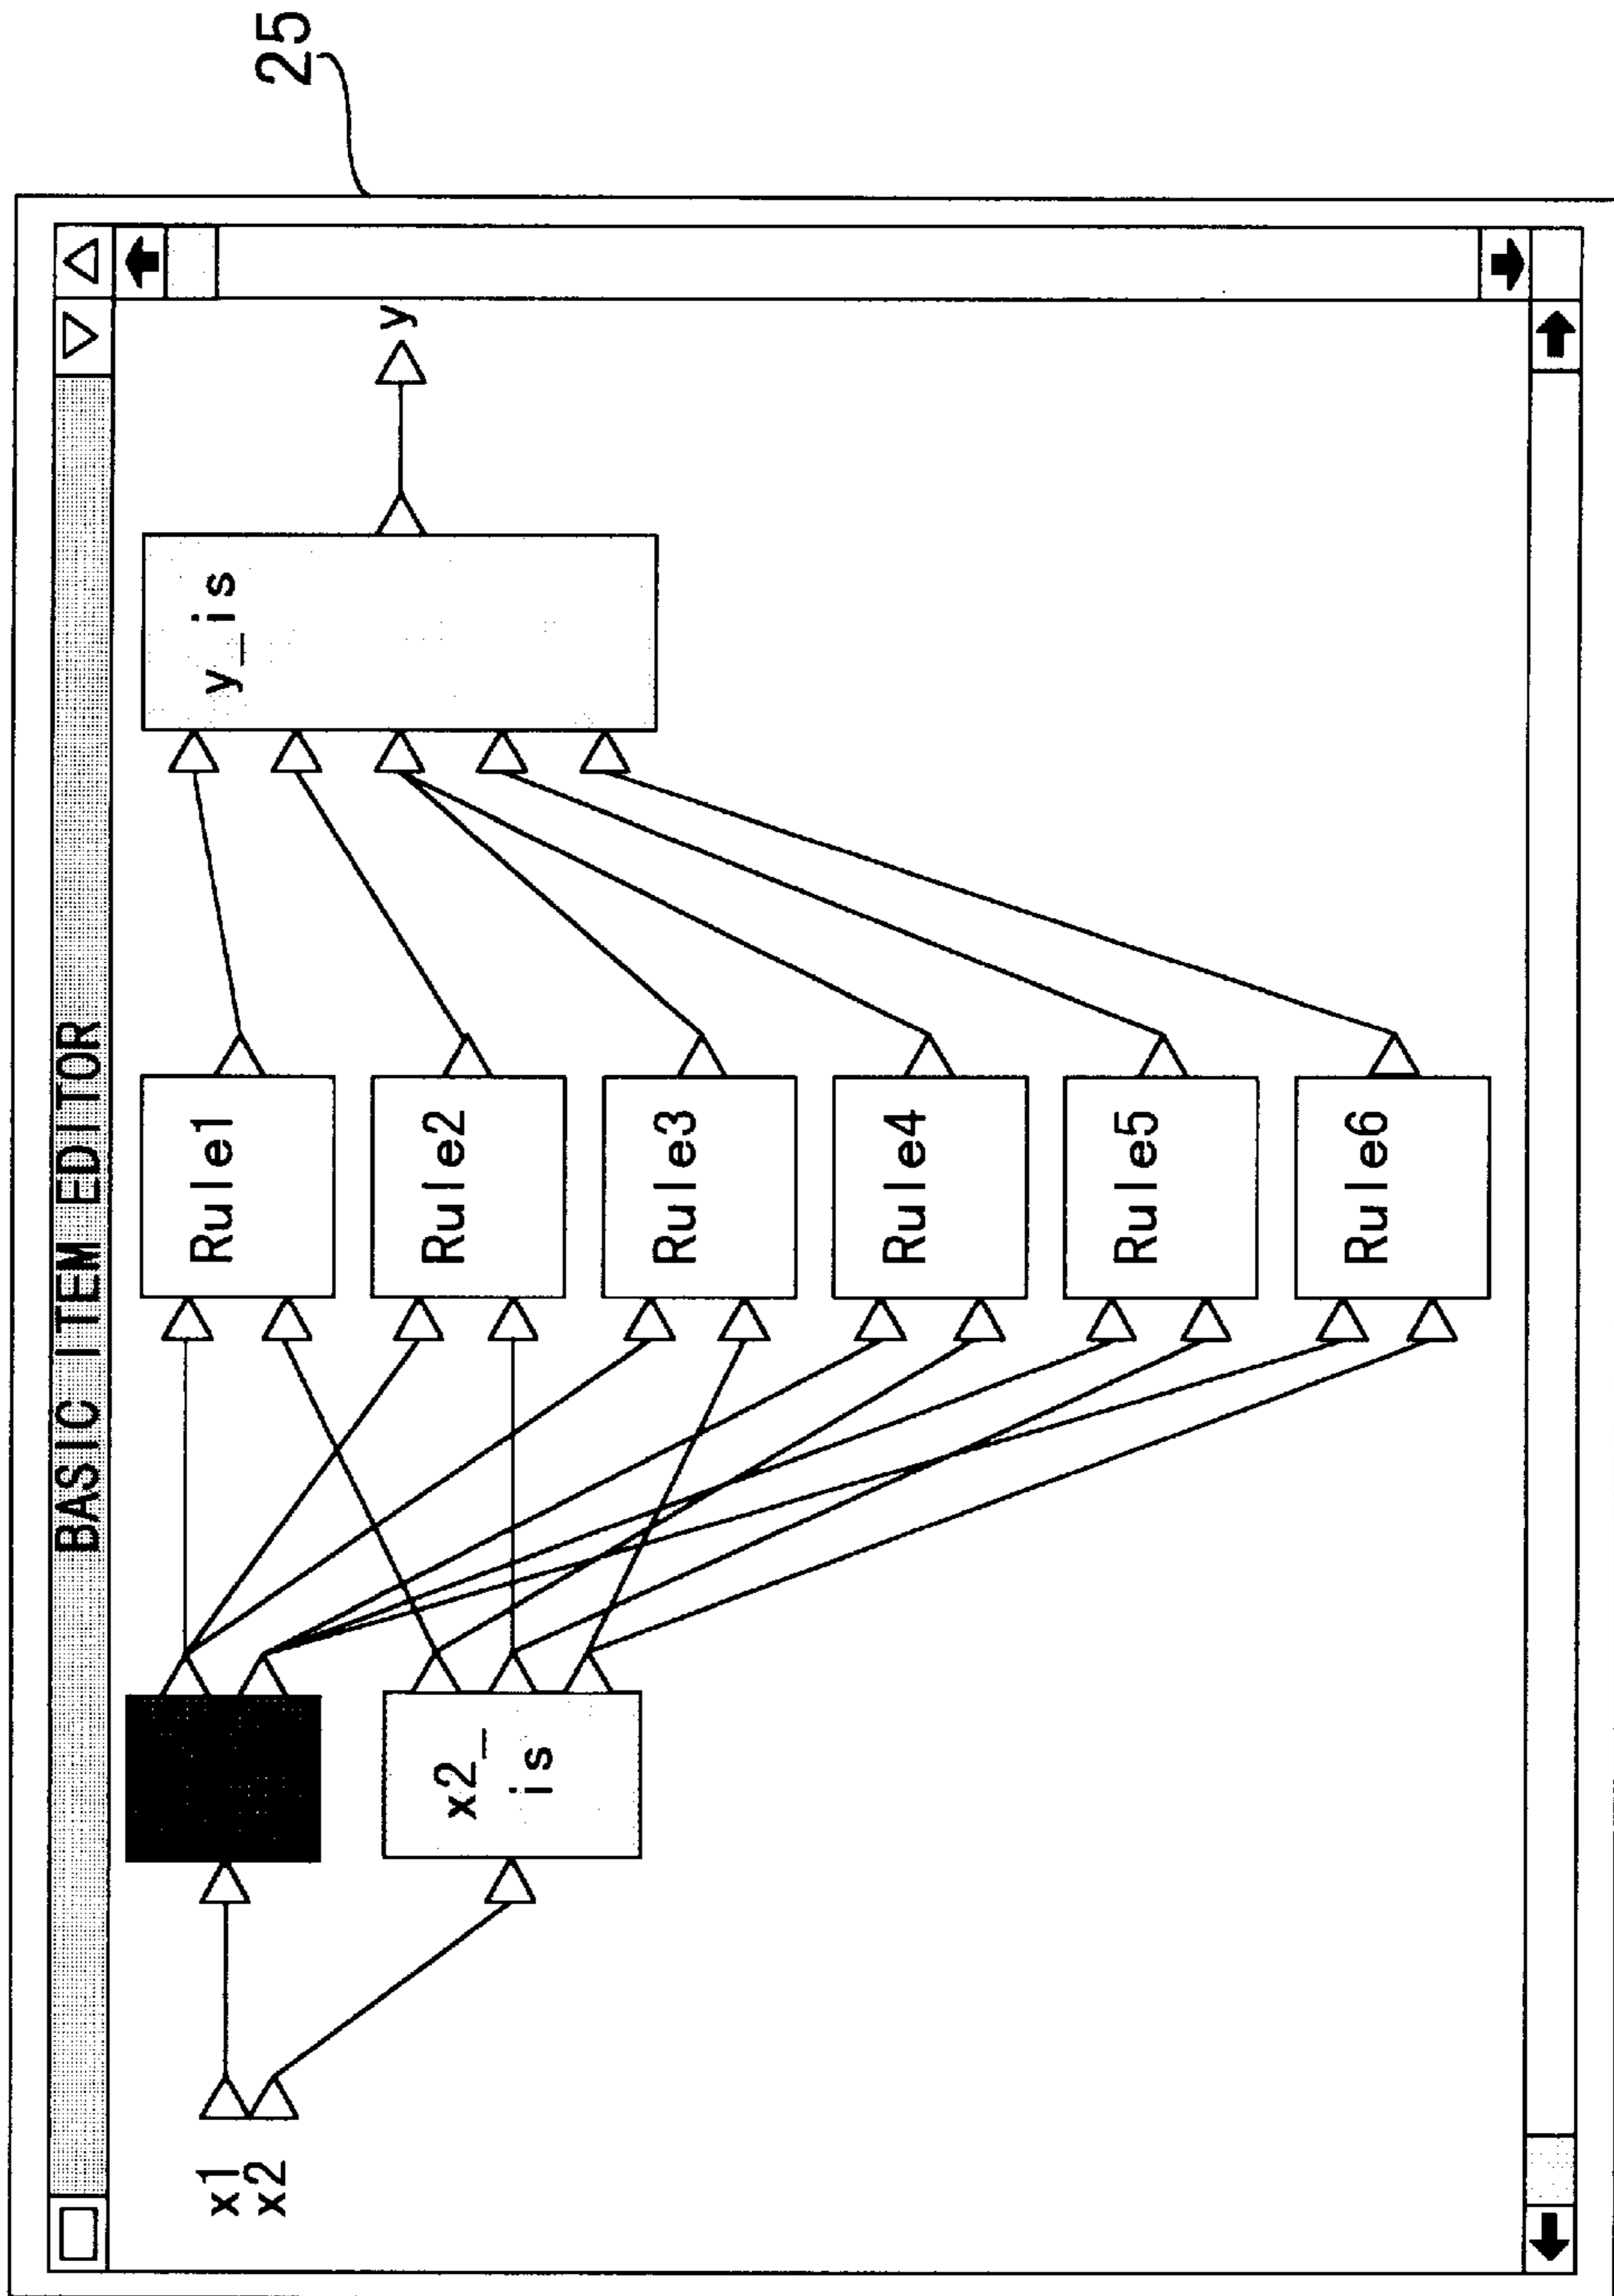 25
BASIC ITEM EDITOR
x1
x2
x2_
is
Rule1
Rule2
Rule3
Rule4
Rule5
Rule6
y_is
y